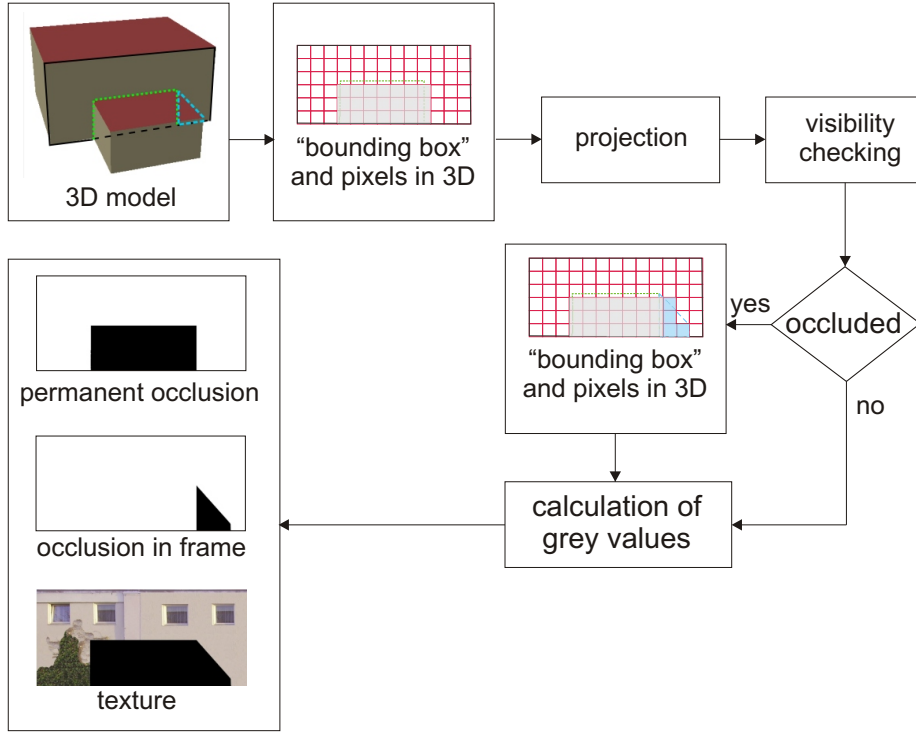 3D model
“bounding box”
and pixels in 3D
projection
visibility
checking
occluded
yes
no
“bounding box”
and pixels in 3D
calculation of
grey values
permanent occlusion
occlusion in frame
texture